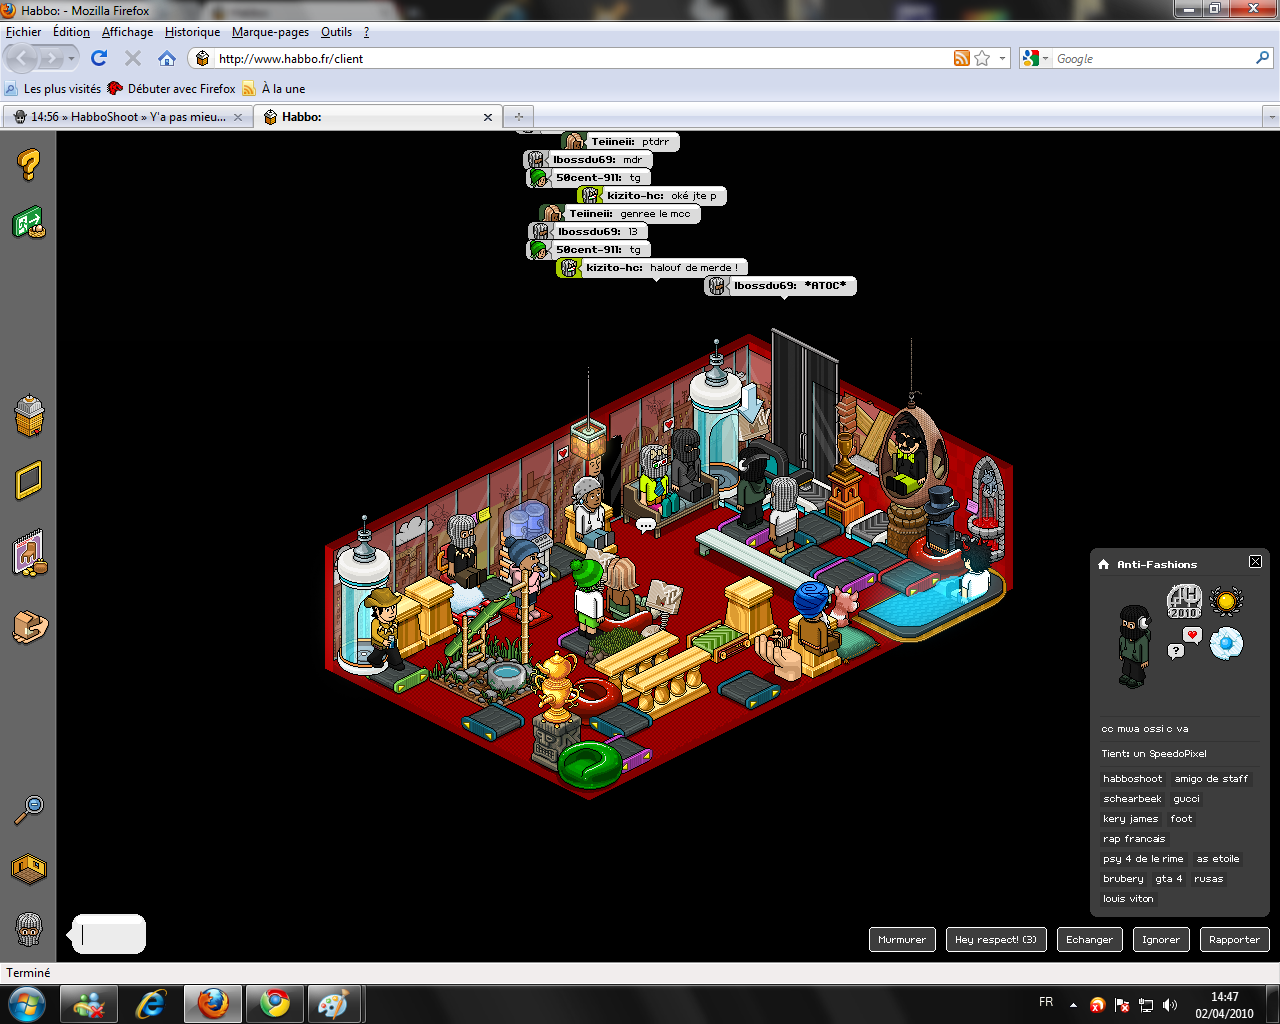 Habbo: - Mozilla Firefox
Fichier Édition Affichage Historique Marque-pages Outils ?
http://www.habbo.fr/client
Google
Les plus visités Débuter avec Firefox À la une
14:56 » HabboShoot » Y'a pas mieu...
Habbo:
Teiineii: ptdrr
lbossdu69: mdr
50cent-911: tg
kizito-hc: oké jte p
Teiineii: genree le mcc
lbossdu69: l3
50cent-911: tg
kizito-hc: halouf de merde !
lbossdu69: *ATOC*
Anti-Fashions
2010
cc mwa ossi c va
Tient: un SpeedoPixel
habboshoot amigo de staff
schearbeek gucci
kery james foot
rap francais
psy 4 de le rime as etoile
brubery gta 4 rusas
louis viton
Murmurer Hey respect! (3) Echanger Ignorer Rapporter
Terminé
FR
14:47
02/04/2010